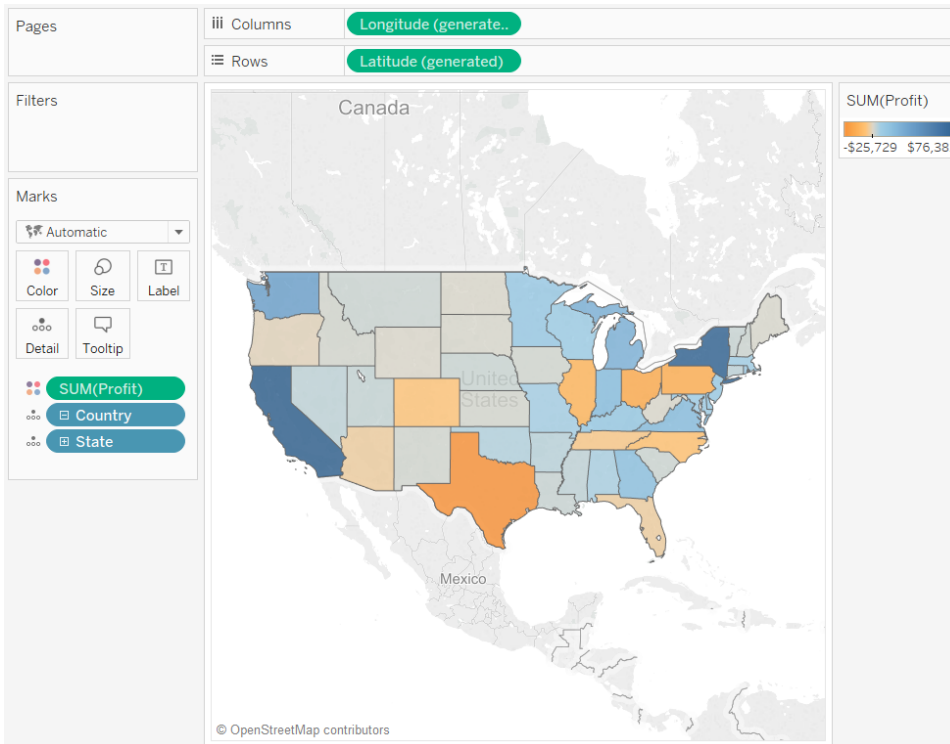 Pages
iii Columns
Longitude (generate..
Rows
Latitude (generated)
Filters
SUM(Profit)
-$25,729 $76,38
Marks
Automatic
Color Size Label
Detail Tooltip
SUM(Profit)
Country
State
Canada
United
States
Mexico
© OpenStreetMap contributors